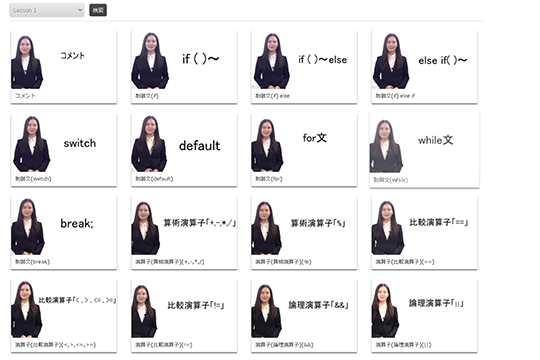 Lesson 1 検索
コメント
コメント
if ( )～
制御文(if)
if ( )～else
制御文(if) else
else if( )～
制御文(if) else if
switch
制御文(switch)
default
制御文(default)
for文
制御文(for)
while文
制御文(while)
break;
制御文(break)
算術演算子「+,-,*,/」
演算子(算術演算子)(+,-,*,/)
算術演算子「%」
演算子(算術演算子)(%)
比較演算子「==」
演算子(比較演算子)(==)
比較演算子「<,>,<=,>=」
演算子(比較演算子)(<,>,<=,>=)
比較演算子「!=」
演算子(比較演算子)(!=)
論理演算子「&&」
演算子(論理演算子)(&&)
論理演算子「||」
演算子(論理演算子)(||)